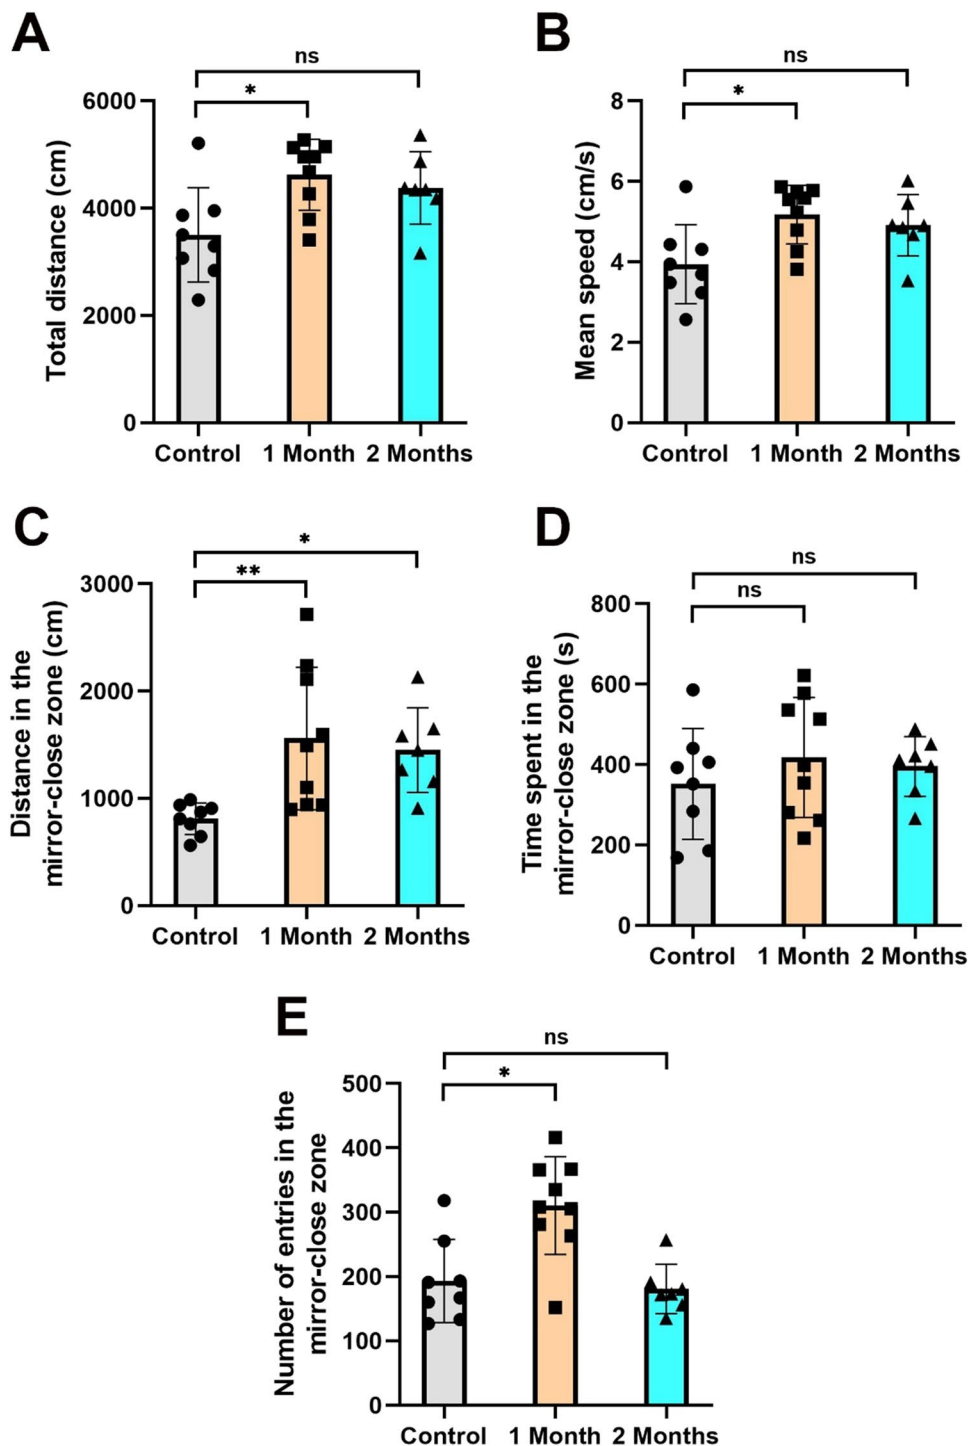 A
ns
*
6000
4000
2000
0
Total distance (cm)
Control 1 Month 2 Months
B
ns
*
8
6
4
2
0
Mean speed (cm/s)
Control 1 Month 2 Months
C
*
**
3000
2000
1000
0
Distance in the
mirror-close zone (cm)
Control 1 Month 2 Months
D
ns
ns
800
600
400
200
0
Time spent in the
mirror-close zone (s)
Control 1 Month 2 Months
E
ns
*
500
400
300
200
100
0
Number of entries in the
mirror-close zone
Control 1 Month 2 Months